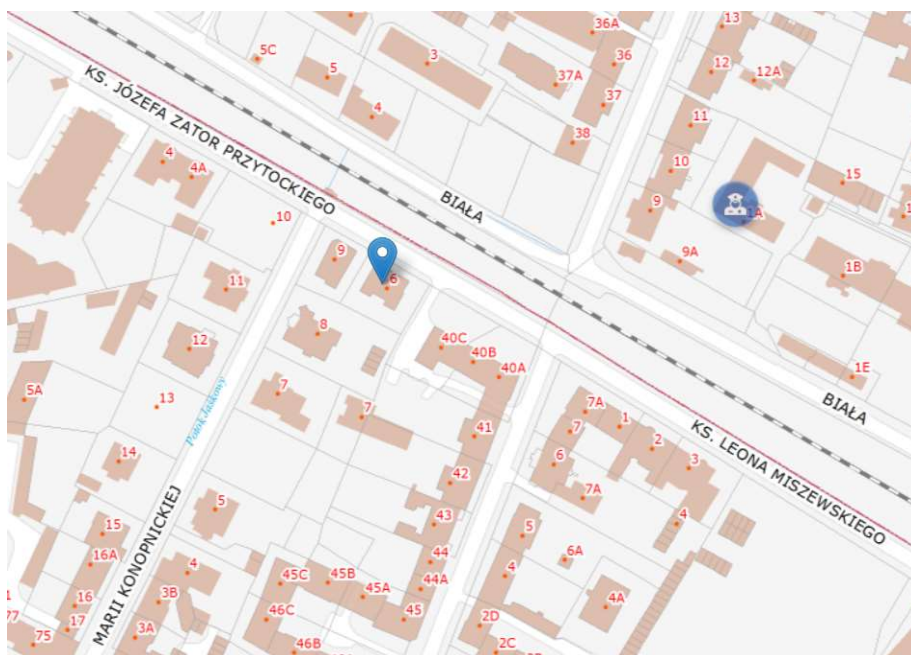 13
36A
5C
3
36
12
12A
5
37A
37
KS. JÓZEFA ZATOR PRZYTOCKIEGO
4
11
38
4
4A
10
15
BIAŁA
9
1A
10
9
9A
6
1B
11
8
40C
12
40B
40A
1E
5A
7
13
7
7A
1
BIAŁA
Potok Jaśkowy
41
7
2
KS. LEONA MISZEWSKIEGO
14
6
3
42
7A
5
43
4
MARII KONOPNICKIEJ
15
5
16A
44
6A
4
45C
45B
44A
4
3B
45A
16
46C
45
4A
17
2D
75
3A
46B
2C